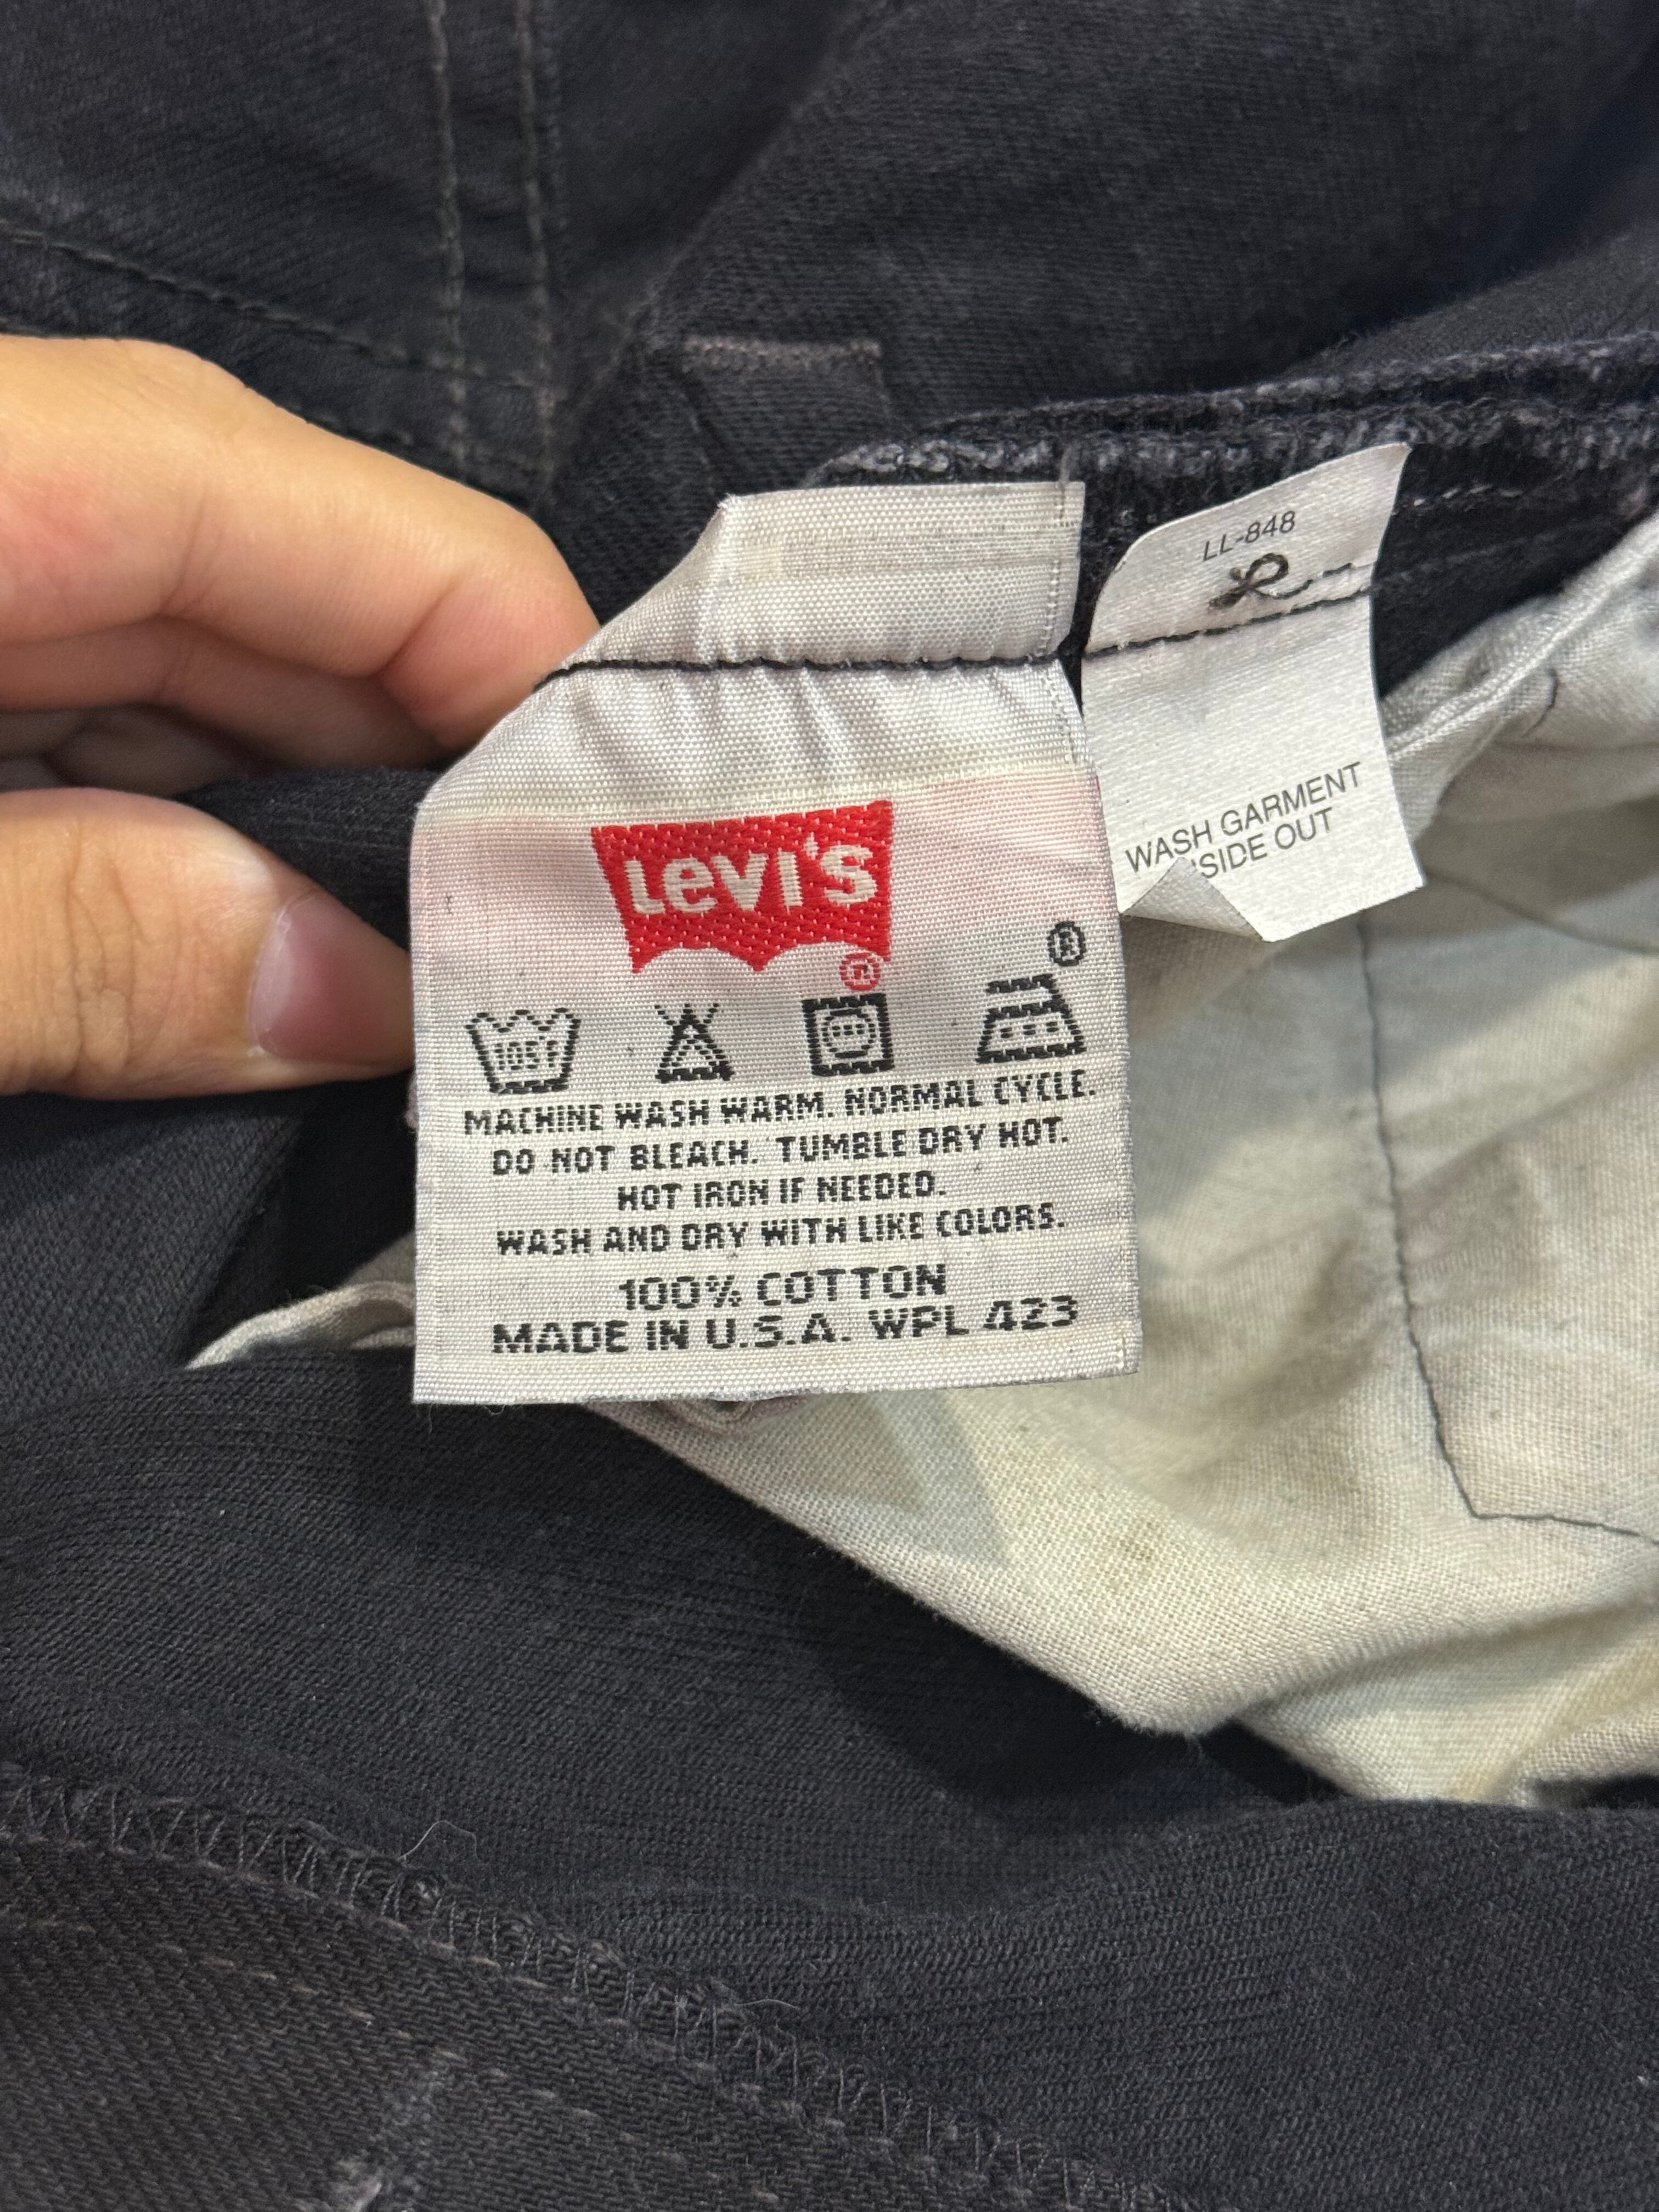 LL-848
WASH GARMENT
SIDE OUT
LEVI'S
®
®
105°F
MACHINE WASH WARM. NORMAL CYCLE.
DO NOT BLEACH. TUMBLE DRY HOT.
HOT IRON IF NEEDED.
WASH AND DRY WITH LIKE COLORS.
100% COTTON
MADE IN U.S.A. WPL 423